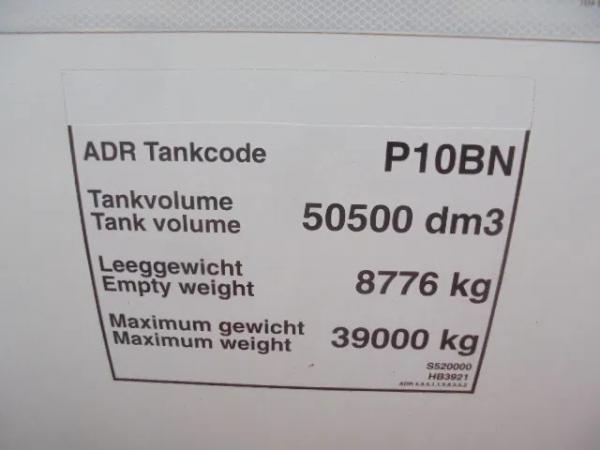 ADR Tankcode P10BN
Tankvolume
Tank volume 50500 dm3
Leeggewicht
Empty weight 8776 kg
Maximum gewicht
Maximum weight 39000 kg
S520000
HB3921